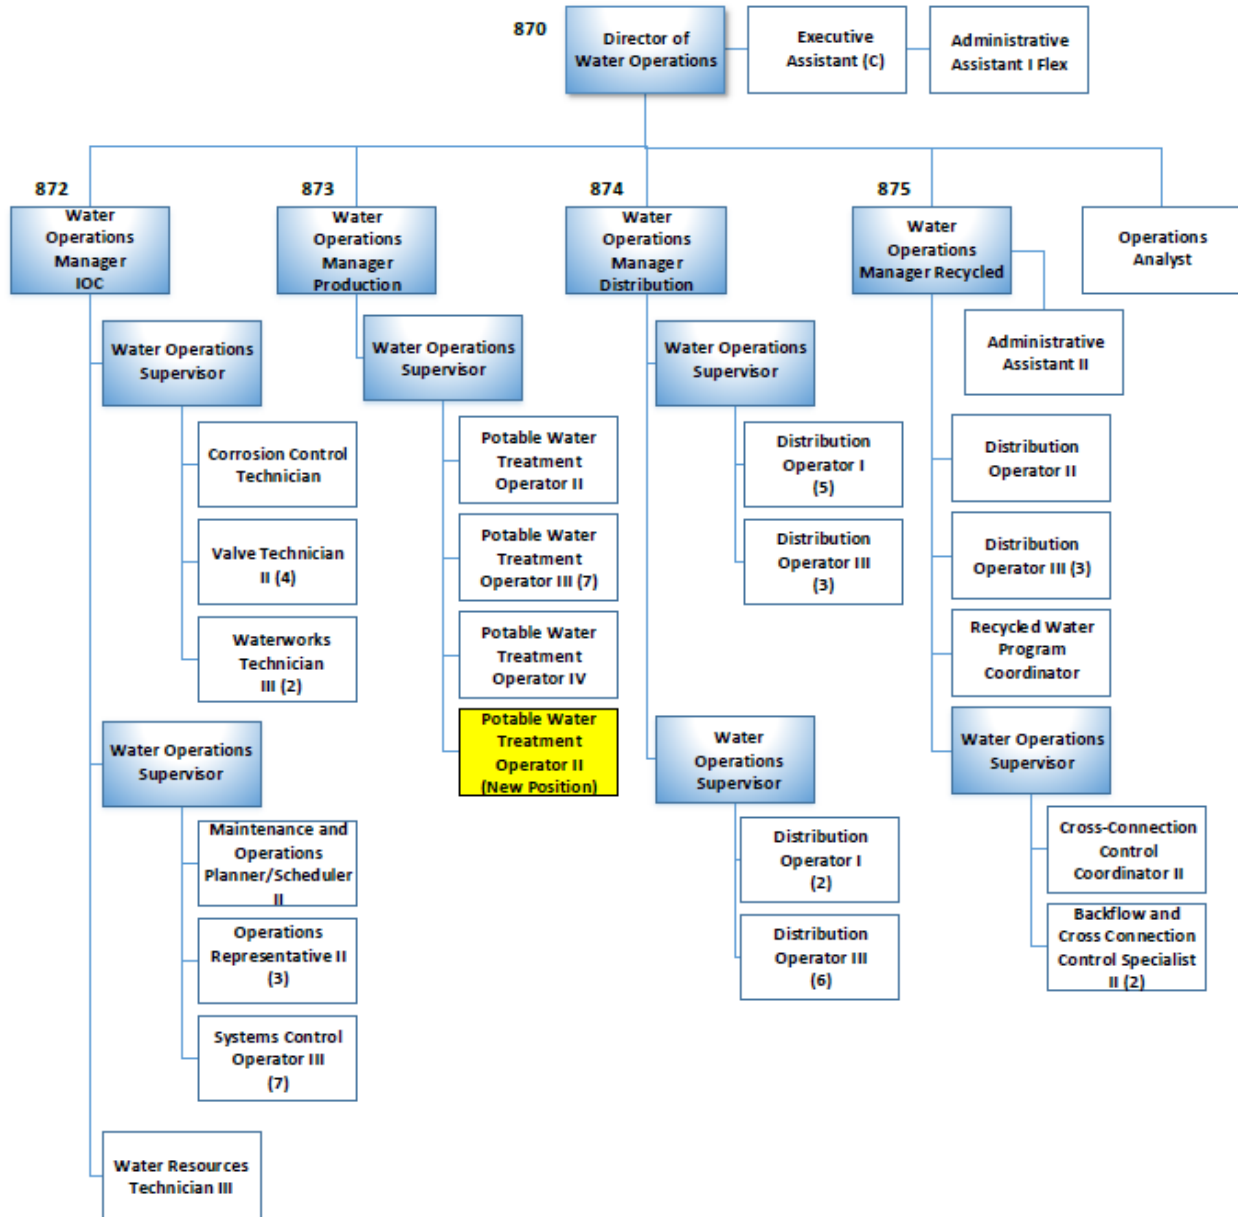 870
Director of
Water Operations
Executive
Assistant (C)
Administrative
Assistant I Flex
872
Water
Operations
Manager
IOC
873
Water
Operations
Manager
Production
874
Water
Operations
Manager
Distribution
875
Water
Operations
Manager Recycled
Operations
Analyst
Administrative
Assistant II
Water Operations
Supervisor
Corrosion Control
Technician
Valve Technician
II (4)
Waterworks
Technician
III (2)
Water Operations
Supervisor
Maintenance and
Operations
Planner/Scheduler
II
Operations
Representative II
(3)
Systems Control
Operator III
(7)
Water Resources
Technician III
Water Operations
Supervisor
Potable Water
Treatment
Operator II
Potable Water
Treatment
Operator III (7)
Potable Water
Treatment
Operator IV
Potable Water
Treatment
Operator II
(New Position)
Water Operations
Supervisor
Distribution
Operator I
(5)
Distribution
Operator III
(3)
Water
Operations
Supervisor
Distribution
Operator I
(2)
Distribution
Operator III
(6)
Distribution
Operator II
Distribution
Operator III (3)
Recycled Water
Program
Coordinator
Water Operations
Supervisor
Cross-Connection
Control
Coordinator II
Backflow and
Cross Connection
Control Specialist
II (2)